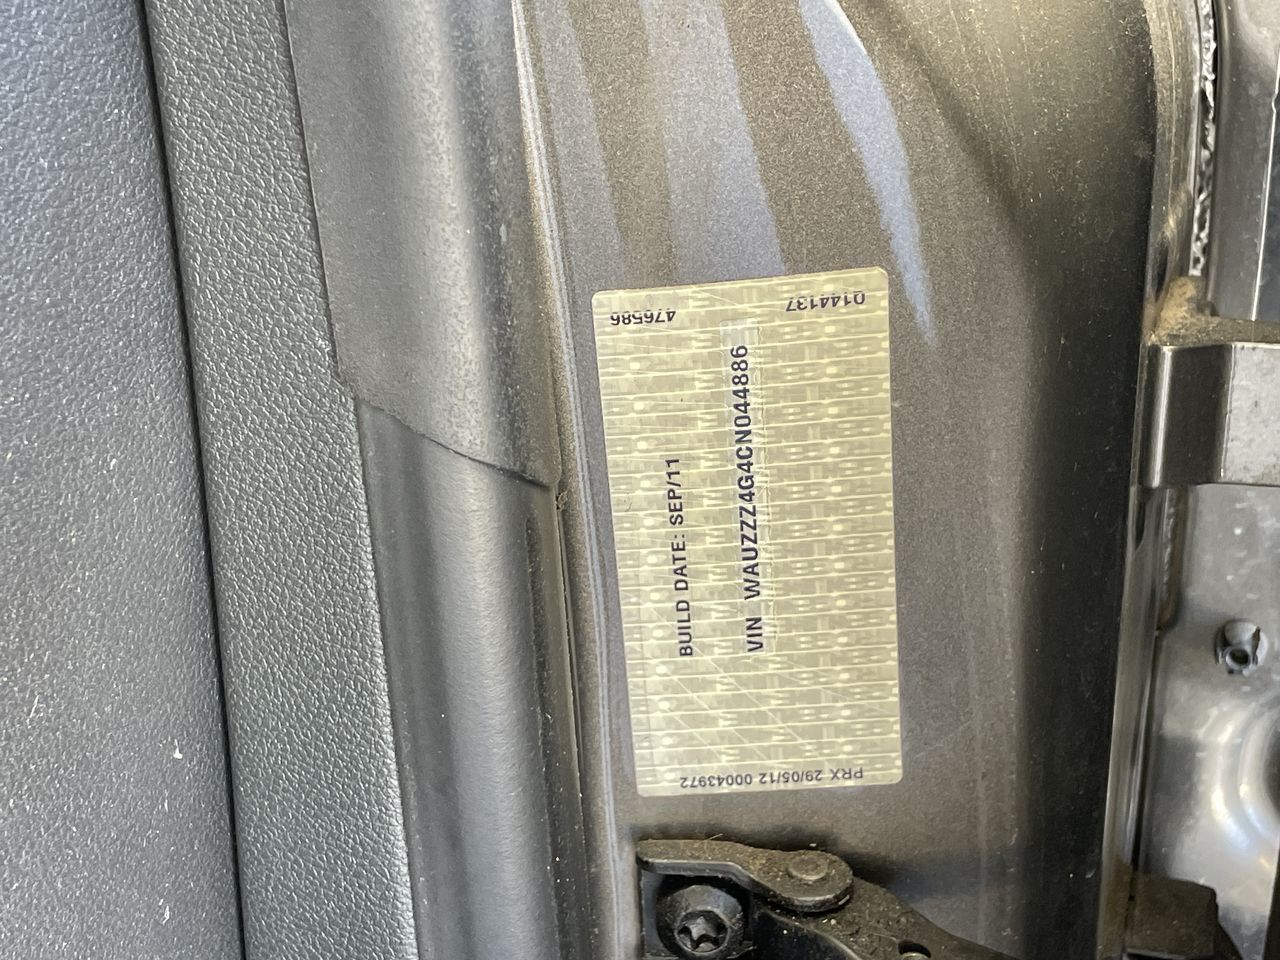 476586
0144137
BUILD DATE: SEP/11
VIN WAUZZZ4G4CN044886
PRX 29/05/12 00043972